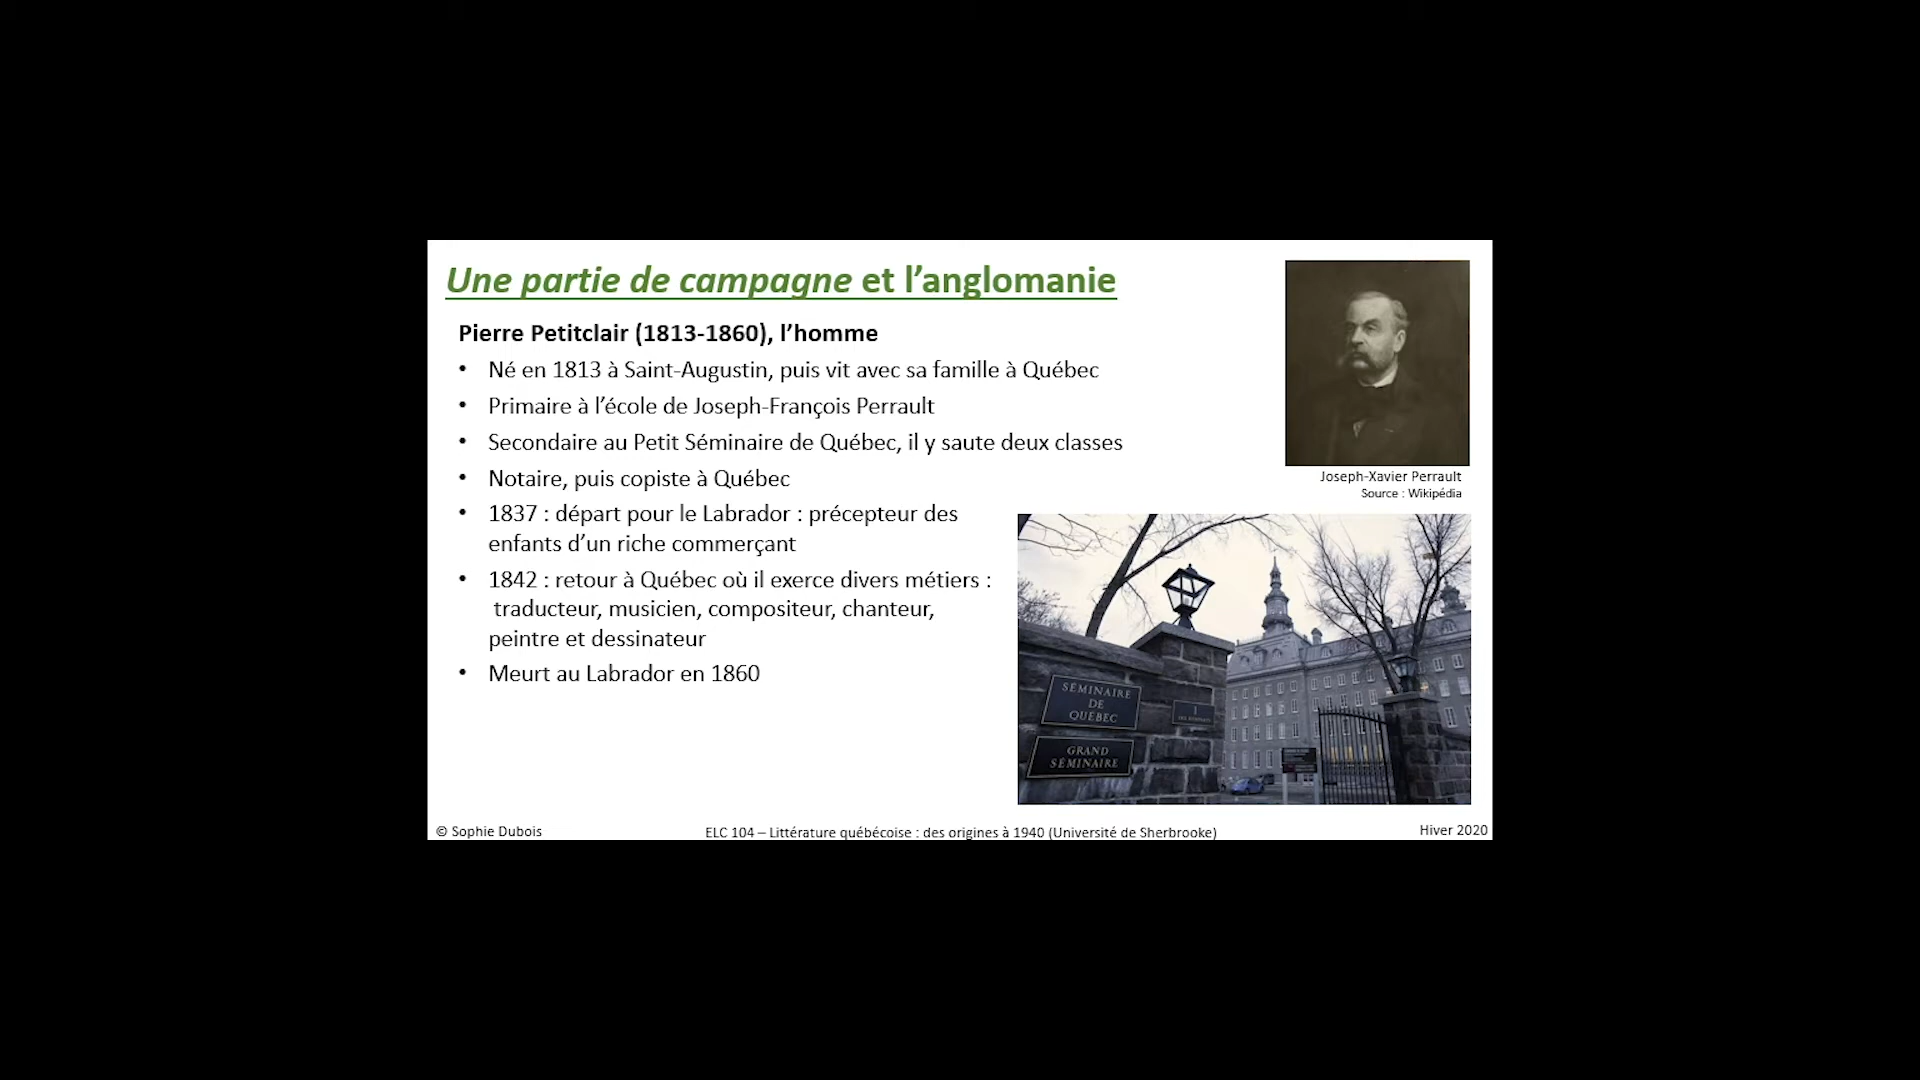 Une partie de campagne et l’anglomanie
Pierre Petitclair (1813-1860), l’homme
• Né en 1813 à Saint-Augustin, puis vit avec sa famille à Québec
• Primaire à l’école de Joseph-François Perrault
• Secondaire au Petit Séminaire de Québec, il y saute deux classes
• Notaire, puis copiste à Québec
• 1837 : départ pour le Labrador : précepteur des
enfants d’un riche commerçant
• 1842 : retour à Québec où il exerce divers métiers :
traducteur, musicien, compositeur, chanteur,
peintre et dessinateur
• Meurt au Labrador en 1860
Joseph-Xavier Perrault
Source : Wikipédia
SÉMINAIRE
DE
QUÉBEC
1
GRAND
SÉMINAIRE
© Sophie Dubois
ELC 104 – Littérature québécoise : des origines à 1940 (Université de Sherbrooke)
Hiver 2020